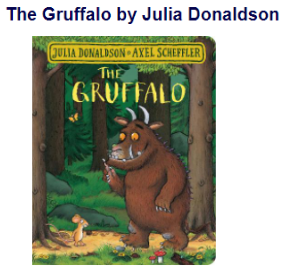 The Gruffalo by Julia Donaldson
JULIA DONALDSON • AXEL SCHEFFLER
THE
GRUFFALO